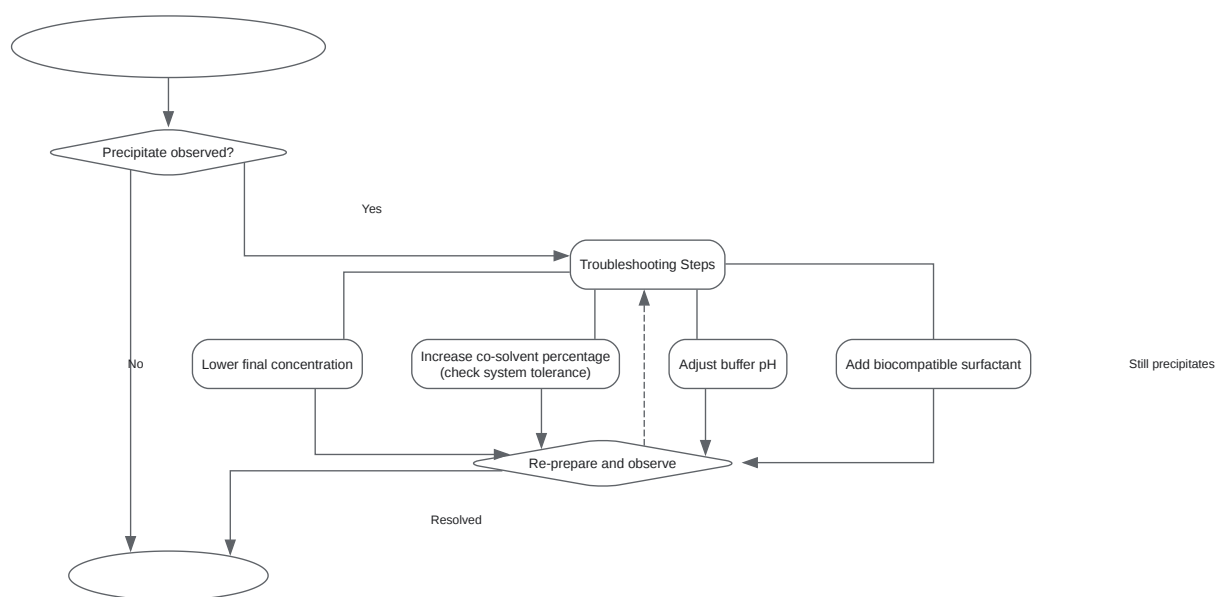 Precipitate observed?
Yes
Troubleshooting Steps
No
Lower final concentration
Increase co-solvent percentage
(check system tolerance)
Adjust buffer pH
Add biocompatible surfactant
Still precipitates
Re-prepare and observe
Resolved